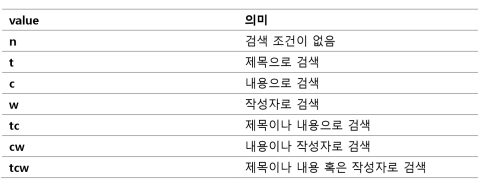 value 의미
n 검색 조건이 없음
t 제목으로 검색
c 내용으로 검색
w 작성자로 검색
tc 제목이나 내용으로 검색
cw 내용이나 작성자로 검색
tcw 제목이나 내용 혹은 작성자로 검색